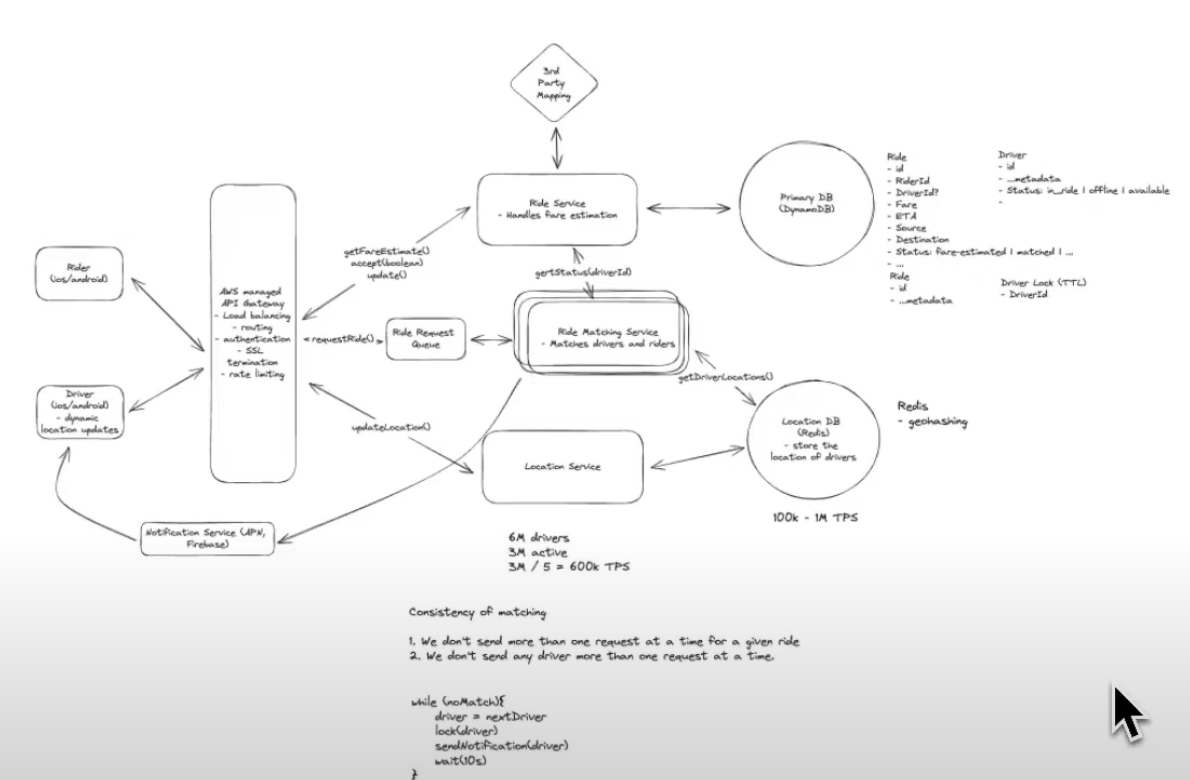 3rd
Party
Mapping
Ride Service
- Handles fare estimation
Primary DB
(DynamoDB)
Ride
- id
- RiderId
- DriverId?
- Fare
- ETA
- Source
- Destination
- Status: fare-estimated | matched | ...
- ...
Ride
- id
- ...metadata
Driver
- id
- ...metadata
- Status: in_ride | offline | available
-
Driver Lock (TTL)
- DriverId
getFareEstimate()
accept(boolean)
update()
gertStatus(driverId)
Rider
(ios/android)
AWS managed
API Gateway
- Load balancing
- routing
- authentication
- SSL
termination
- rate limiting
requestRide()
Ride Request
Queue
Ride Matching Service
- Matches drivers and riders
getDriverLocations()
Driver
(ios/android)
- dynamic
location updates
updateLocation()
Location Service
Location DB
(Redis)
- store the
location of drivers
Redis
- geohashing
100k - 1M TPS
Notification Service (APN,
Firebase)
6M drivers
3M active
3M / 5 = 600k TPS
Consistency of matching
1. We don't send more than one request at a time for a given ride
2. We don't send any driver more than one request at a time.
while (noMatch){
driver = nextDriver
lock(driver)
sendNotification(driver)
wait(10s)
}